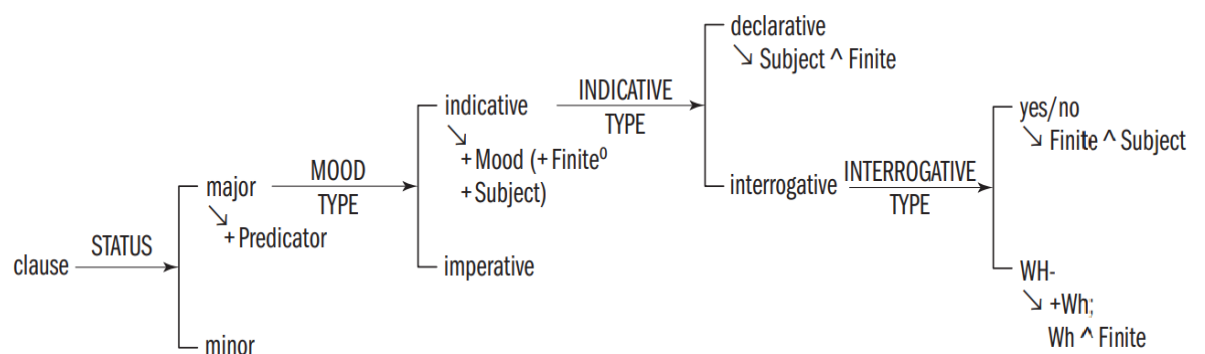 declarative
↘ Subject ^ Finite
INDICATIVE
TYPE
indicative
↘
+ Mood (+ Finite⁰
+ Subject)
yes/no
↘ Finite ^ Subject
interrogative
INTERROGATIVE
TYPE
major
↘
+ Predicator
MOOD
TYPE
clause
STATUS
imperative
WH-
↘ +Wh;
Wh ^ Finite
minor